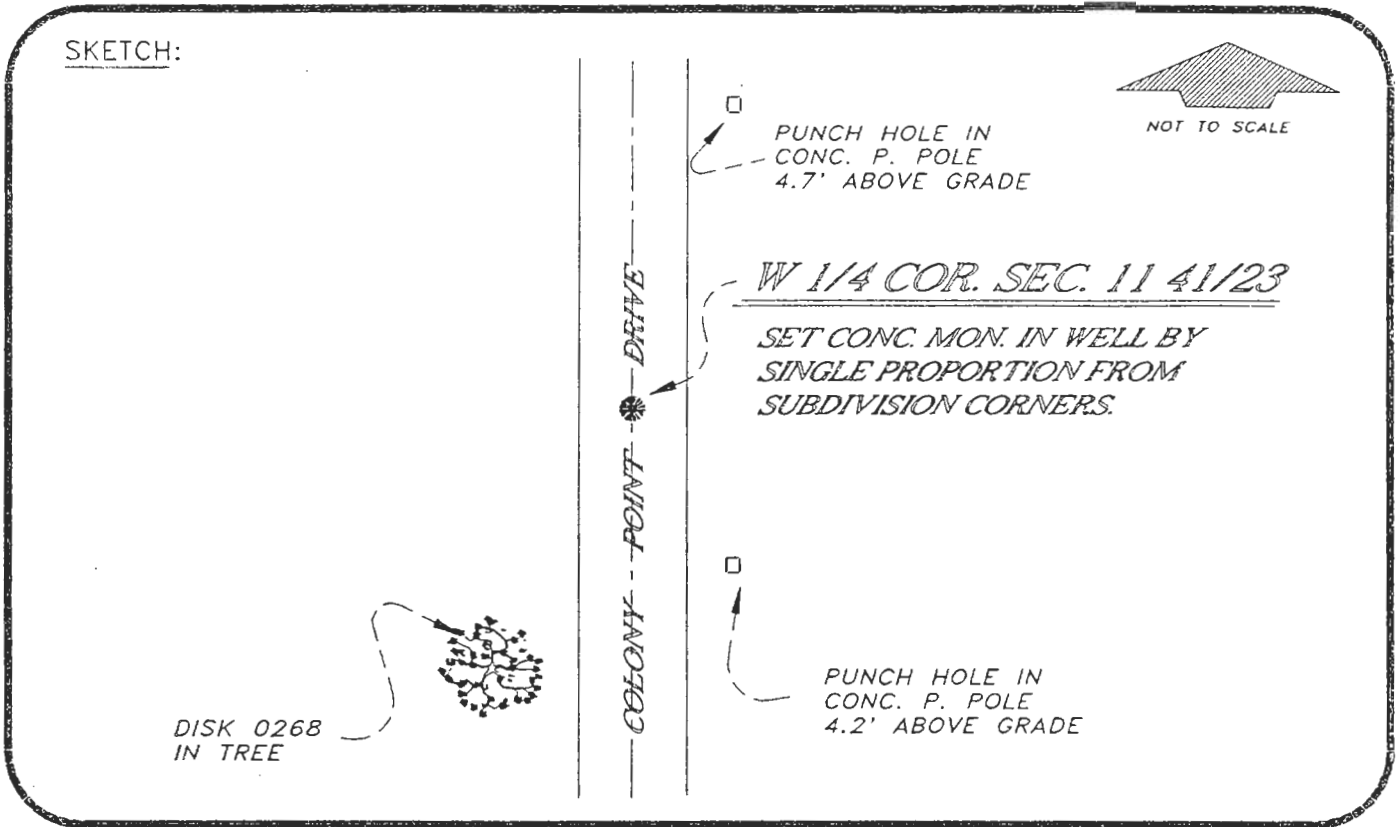 SKETCH:
NOT TO SCALE
PUNCH HOLE IN
CONC. P. POLE
4.7' ABOVE GRADE
W 1/4 COR. SEC. 11 41/23
SET CONC. MON. IN WELL BY
SINGLE PROPORTION FROM
SUBDIVISION CORNERS.
COLONY POINT DRIVE
DISK 0268
IN TREE
PUNCH HOLE IN
CONC. P. POLE
4.2' ABOVE GRADE